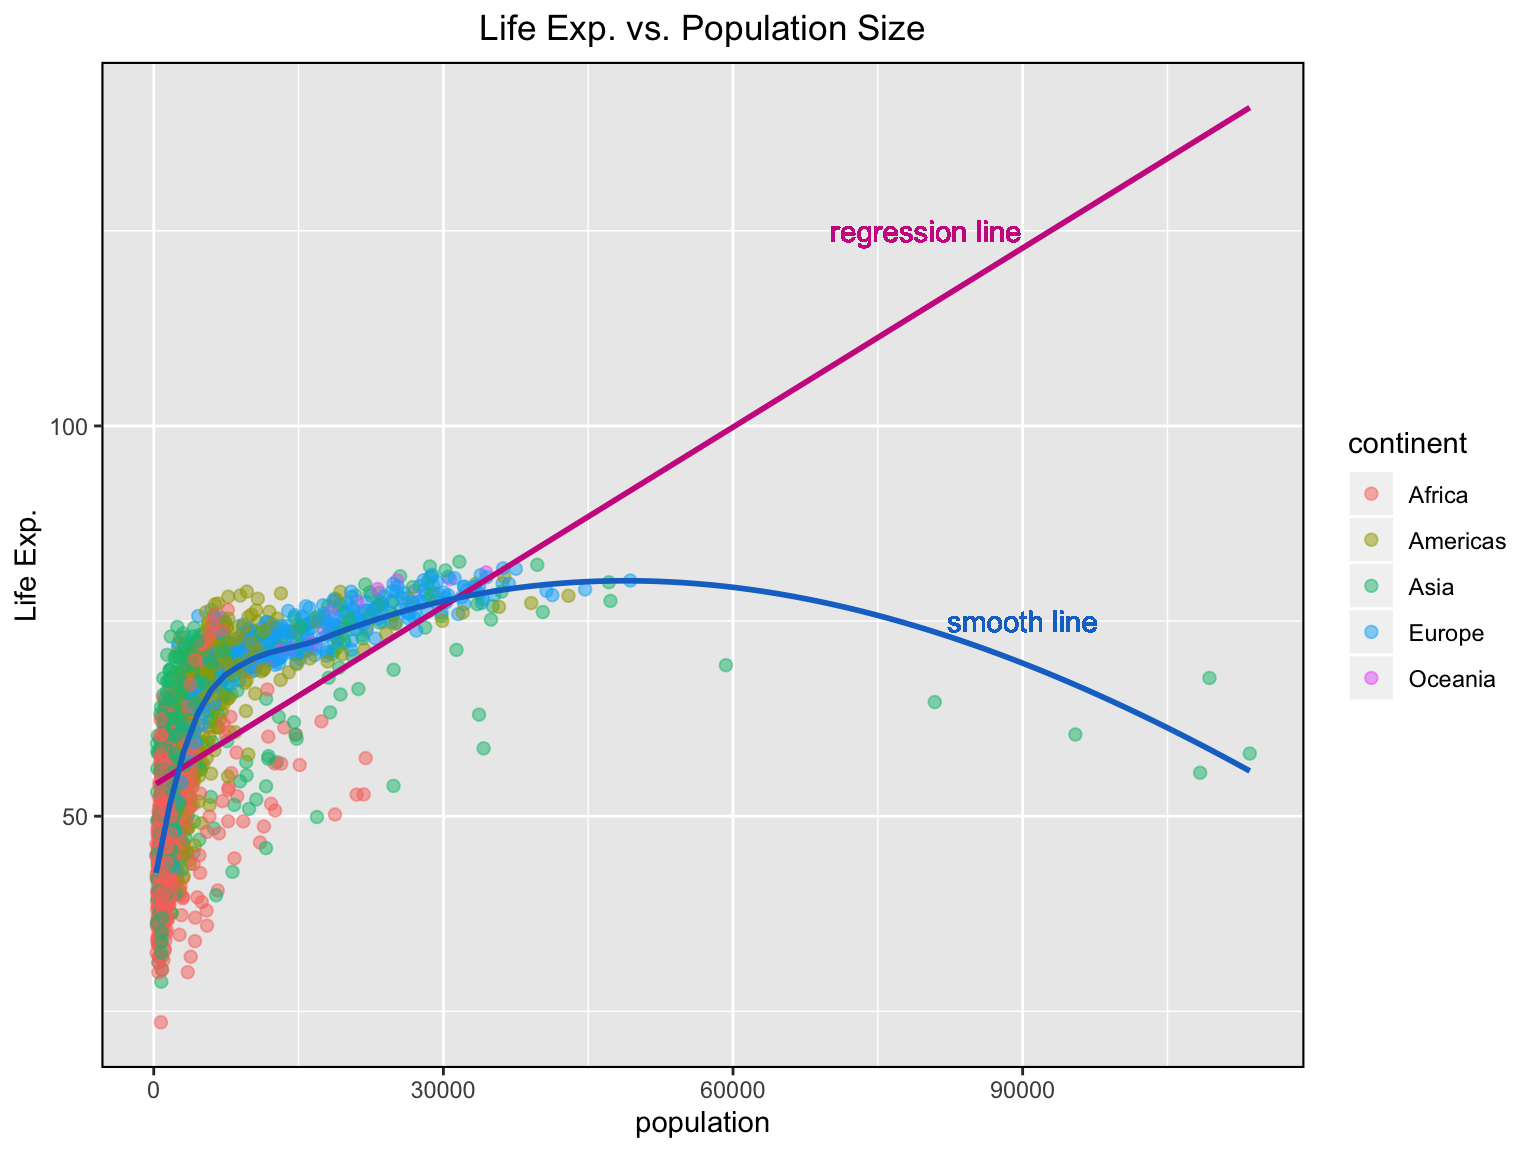 Life Exp. vs. Population Size
regression line
100
continent
Africa
Americas
Asia
Europe
Oceania
Life Exp.
smooth line
50
0 30000 60000 90000
population